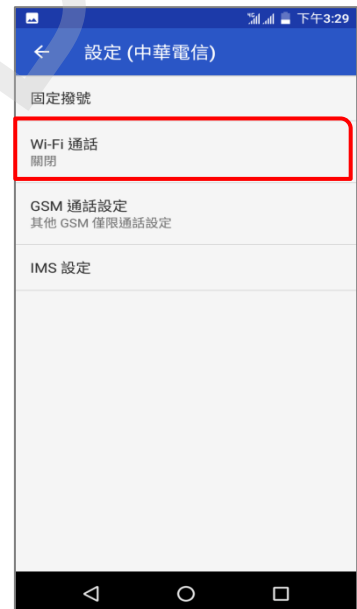 下午3:29
設定 (中華電信)
固定撥號
Wi-Fi 通話
關閉
GSM 通話設定
其他 GSM 僅限通話設定
IMS 設定